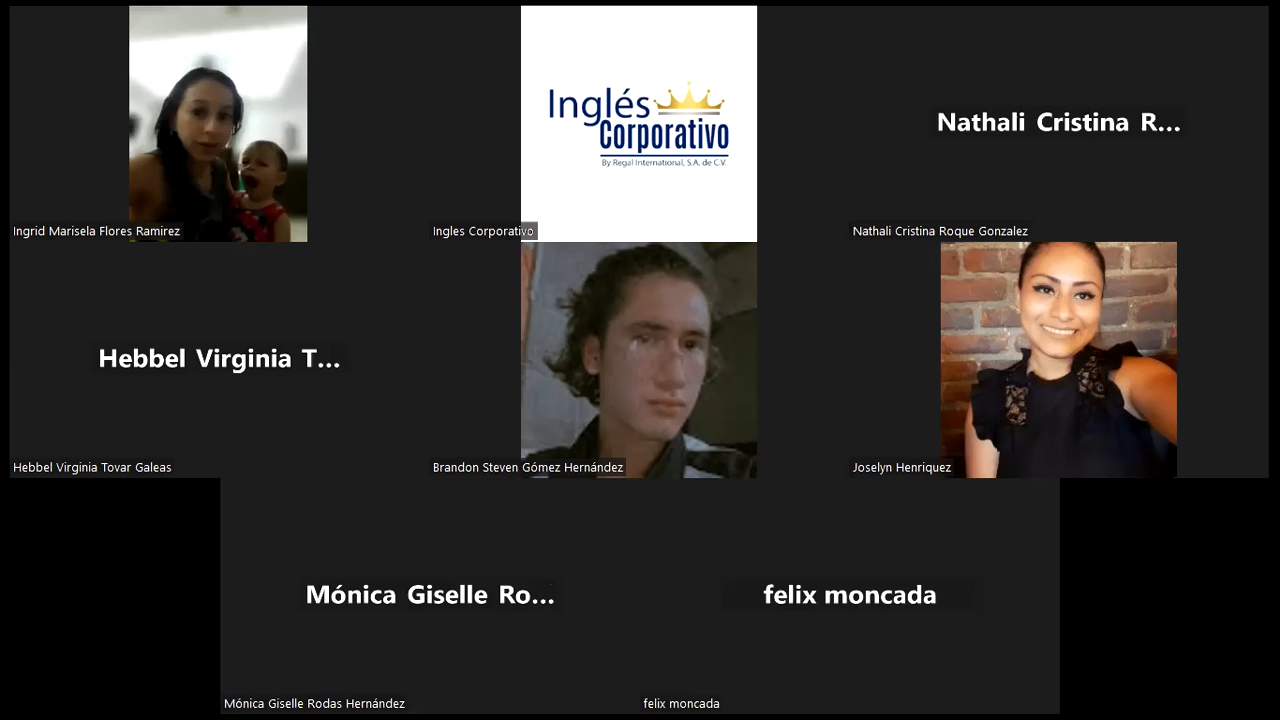 Inglés
Corporativo
By Regal International, S.A. de C.V.
Nathali Cristina R...
Ingrid Marisela Flores Ramirez
Ingles Corporativo
Nathali Cristina Roque Gonzalez
Hebbel Virginia T...
Hebbel Virginia Tovar Galeas
Brandon Steven Gómez Hernández
Joselyn Henriquez
Mónica Giselle Ro...
felix moncada
Mónica Giselle Rodas Hernández
felix moncada